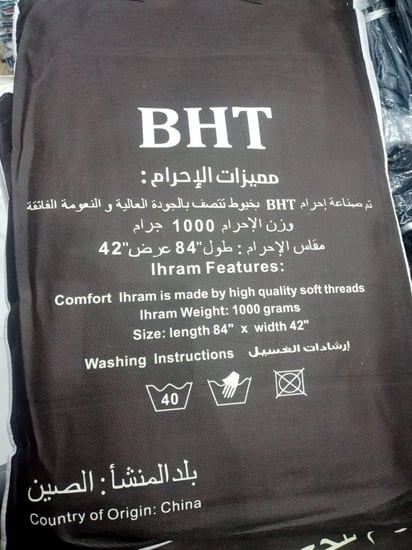 BHT
مميزات الإحرام :
تم صناعة إحرام BHT بخيوط تتصف بالجودة العالية و النعومة الفائقة
وزن الإحرام 1000 جرام
مقاس الإحرام : طول "84 عرض "42
Ihram Features:
Comfort Ihram is made by high quality soft threads
Ihram Weight: 1000 grams
Size: length 84" x width 42"
Washing Instructions إرشادات الغسيل
40
بلد المنشأ : الصين
Country of Origin: China